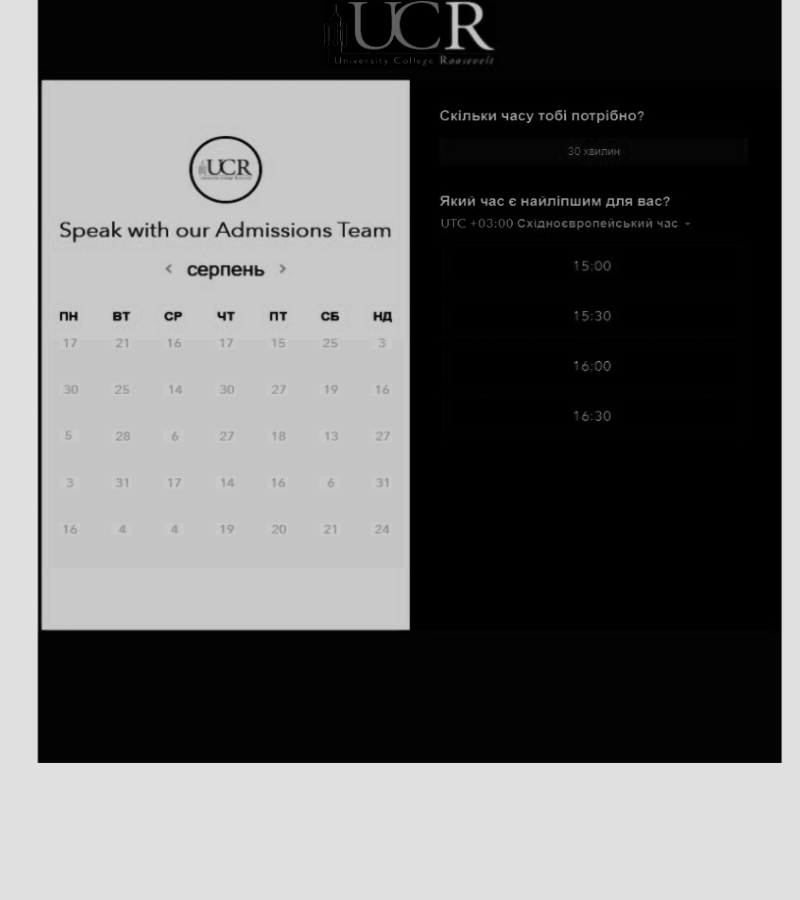 UCR
University College Roosevelt
UCR
Speak with our Admissions Team
< серпень >
ПН ВТ СР ЧТ ПТ СБ НД
17 21 16 17 15 25 3
30 25 14 30 27 19 16
5 28 6 27 18 13 27
3 31 17 14 16 6 31
16 4 4 19 20 21 24
Скільки часу тобі потрібно?
30 хвилин
Який час є найліпшим для вас?
UTC +03:00 Східноєвропейський час
15:00
15:30
16:00
16:30